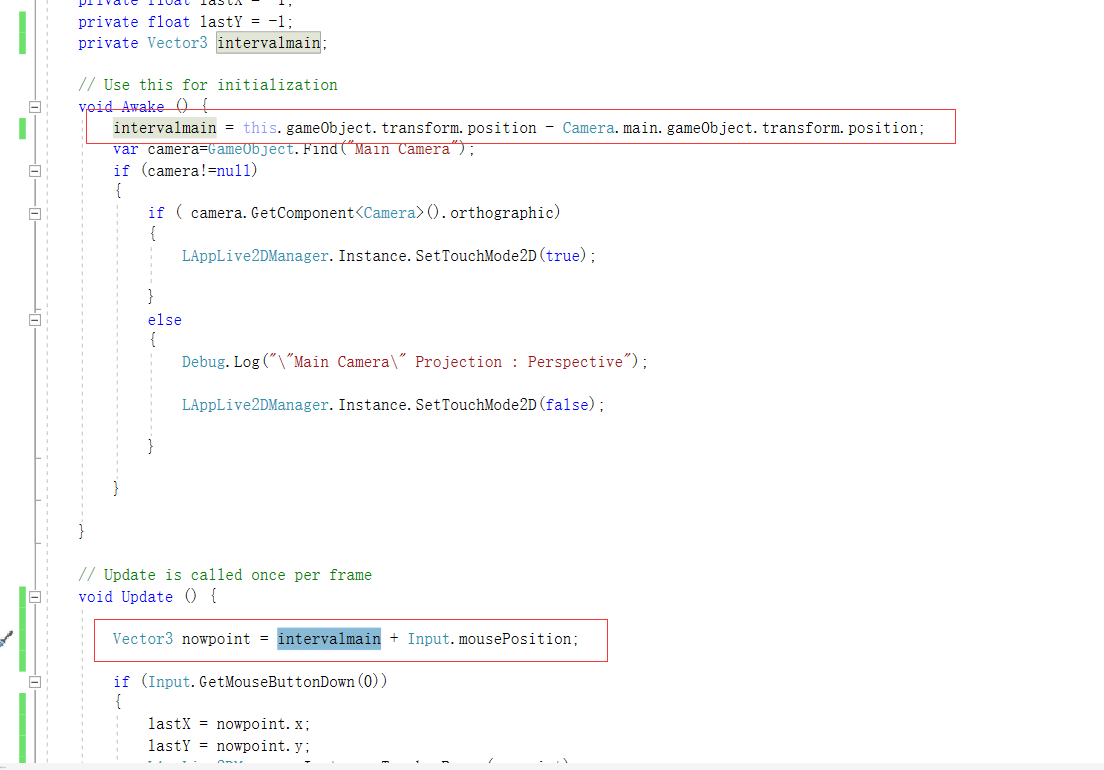 private float lastX = -1;
private float lastY = -1;
private Vector3 intervalmain;
// Use this for initialization
void Awake () {
intervalmain = this.gameObject.transform.position - Camera.main.gameObject.transform.position;
var camera=GameObject.Find("Main Camera");
if (camera!=null)
{
if ( camera.GetComponent<Camera>().orthographic)
{
LAppLive2DManager.Instance.SetTouchMode2D(true);
}
else
{
Debug.Log("\"Main Camera\" Projection : Perspective");
LAppLive2DManager.Instance.SetTouchMode2D(false);
}
}
}
// Update is called once per frame
void Update () {
Vector3 nowpoint = intervalmain + Input.mousePosition;
if (Input.GetMouseButtonDown(0))
{
lastX = nowpoint.x;
lastY = nowpoint.y;